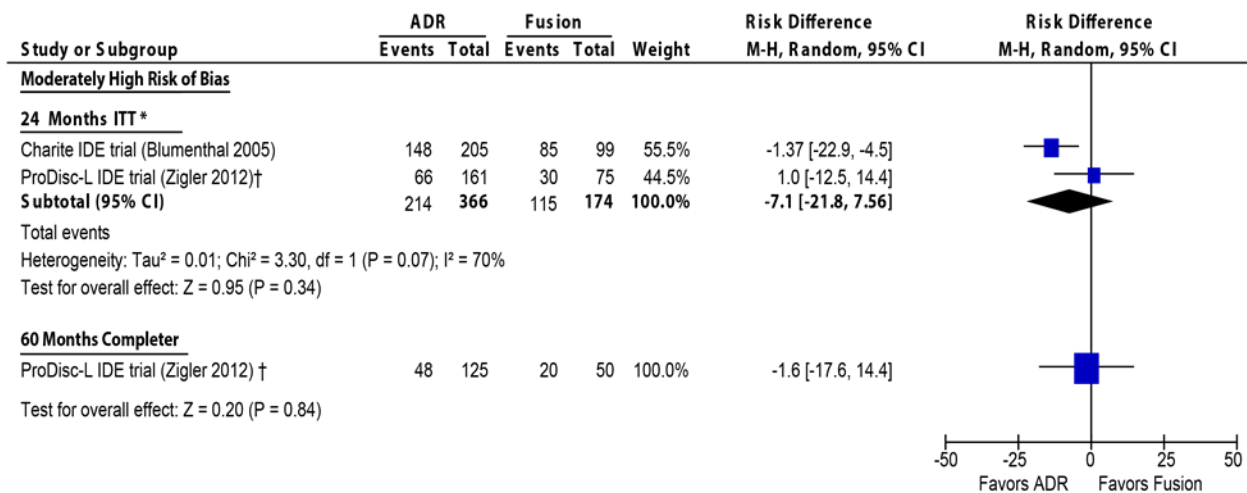 ADR Fusion Risk Difference Risk Difference
Study or Subgroup Events Total Events Total Weight M-H, Random, 95% CI M-H, Random, 95% CI
Moderately High Risk of Bias
24 Months ITT *
Charite IDE trial (Blumenthal 2005) 148 205 85 99 55.5% -1.37 [-22.9, -4.5]
ProDisc-L IDE trial (Zigler 2012)† 66 161 30 75 44.5% 1.0 [-12.5, 14.4]
Subtotal (95% CI) 214 366 115 174 100.0% -7.1 [-21.8, 7.56]
Total events
Heterogeneity: Tau² = 0.01; Chi² = 3.30, df = 1 (P = 0.07); I² = 70%
Test for overall effect: Z = 0.95 (P = 0.34)
60 Months Completer
ProDisc-L IDE trial (Zigler 2012) † 48 125 20 50 100.0% -1.6 [-17.6, 14.4]
Test for overall effect: Z = 0.20 (P = 0.84)
-50 -25 0 25 50
Favors ADR Favors Fusion